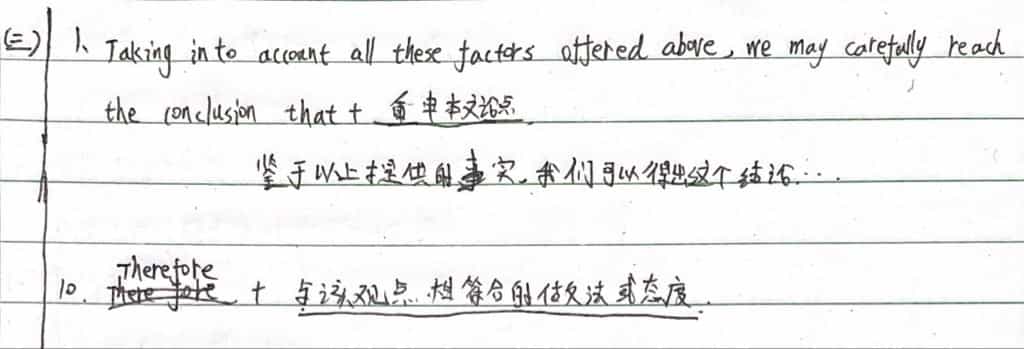 (三) 1、Taking into account all these factors offered above, we may carefully reach
the conclusion that + 重申本文论点
鉴于以上提供的事实,我们可以得出这个结论...
Therefore
10. There fore + 与该观点相符合的做法或态度.